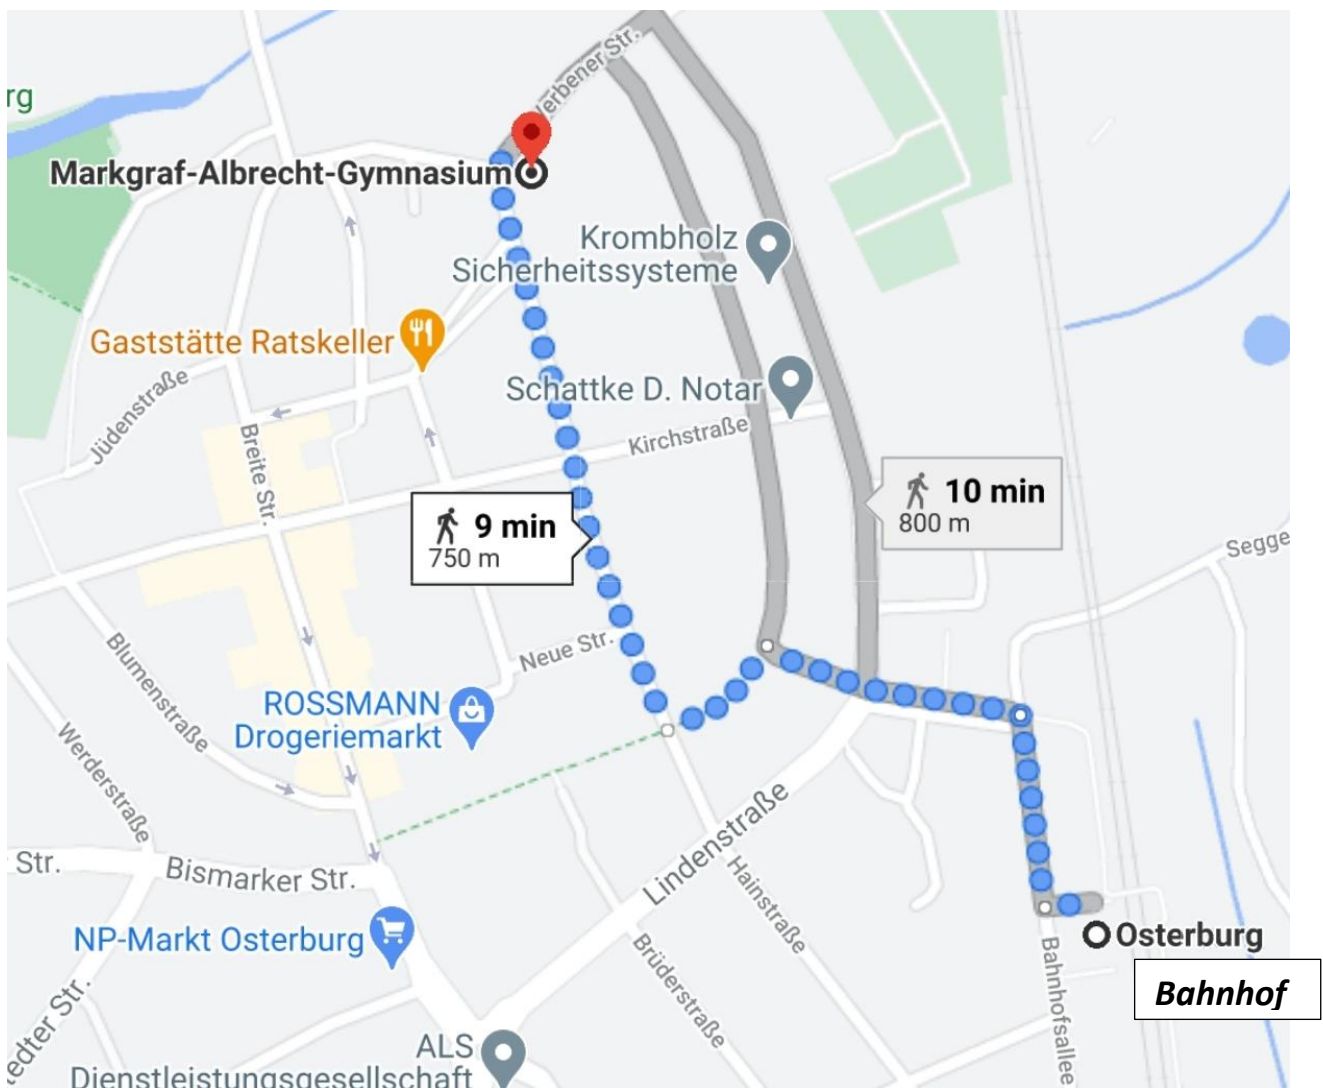 rg
Werbener Str.
Markgraf-Albrecht-Gymnasium
Krombholz
Sicherheitssysteme
Gaststätte Ratskeller
Jüdenstraße
Schattke D. Notar
Breite Str.
Kirchstraße
10 min
800 m
9 min
750 m
Segge
Blumenstraße
Neue Str.
ROSSMANN
Drogeriemarkt
Werderstraße
Lindenstraße
Str.
Bismarker Str.
Hainstraße
NP-Markt Osterburg
Osterburg
Brüderstraße
Bahnhofsallee
Bahnhof
tedter Str.
ALS
Dienstleistungsgesellschaft